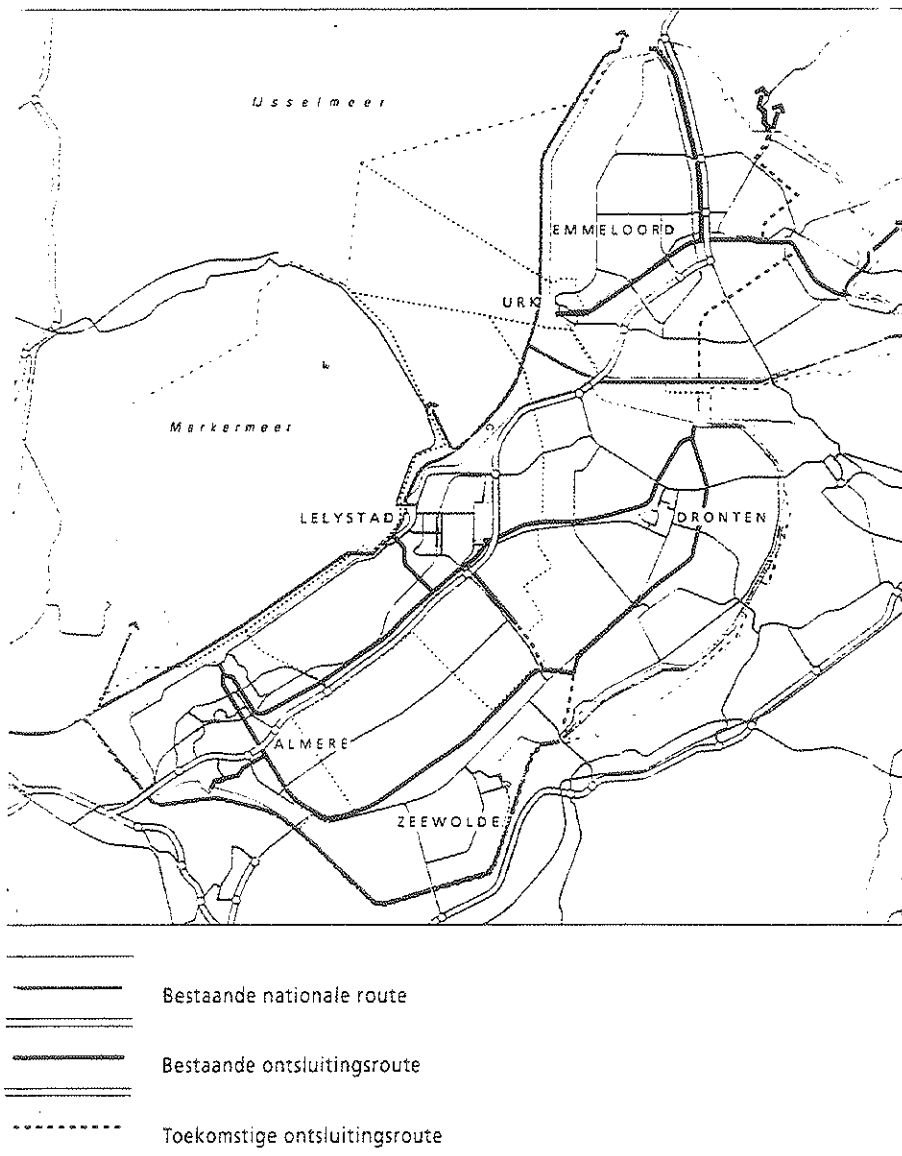 IJsselmeer
EMMELOORD
URK
Markermeer
LELYSTAD
DRONTEN
ALMERE
ZEEWOLDE
Bestaande nationale route
Bestaande ontsluitingsroute
Toekomstige ontsluitingsroute